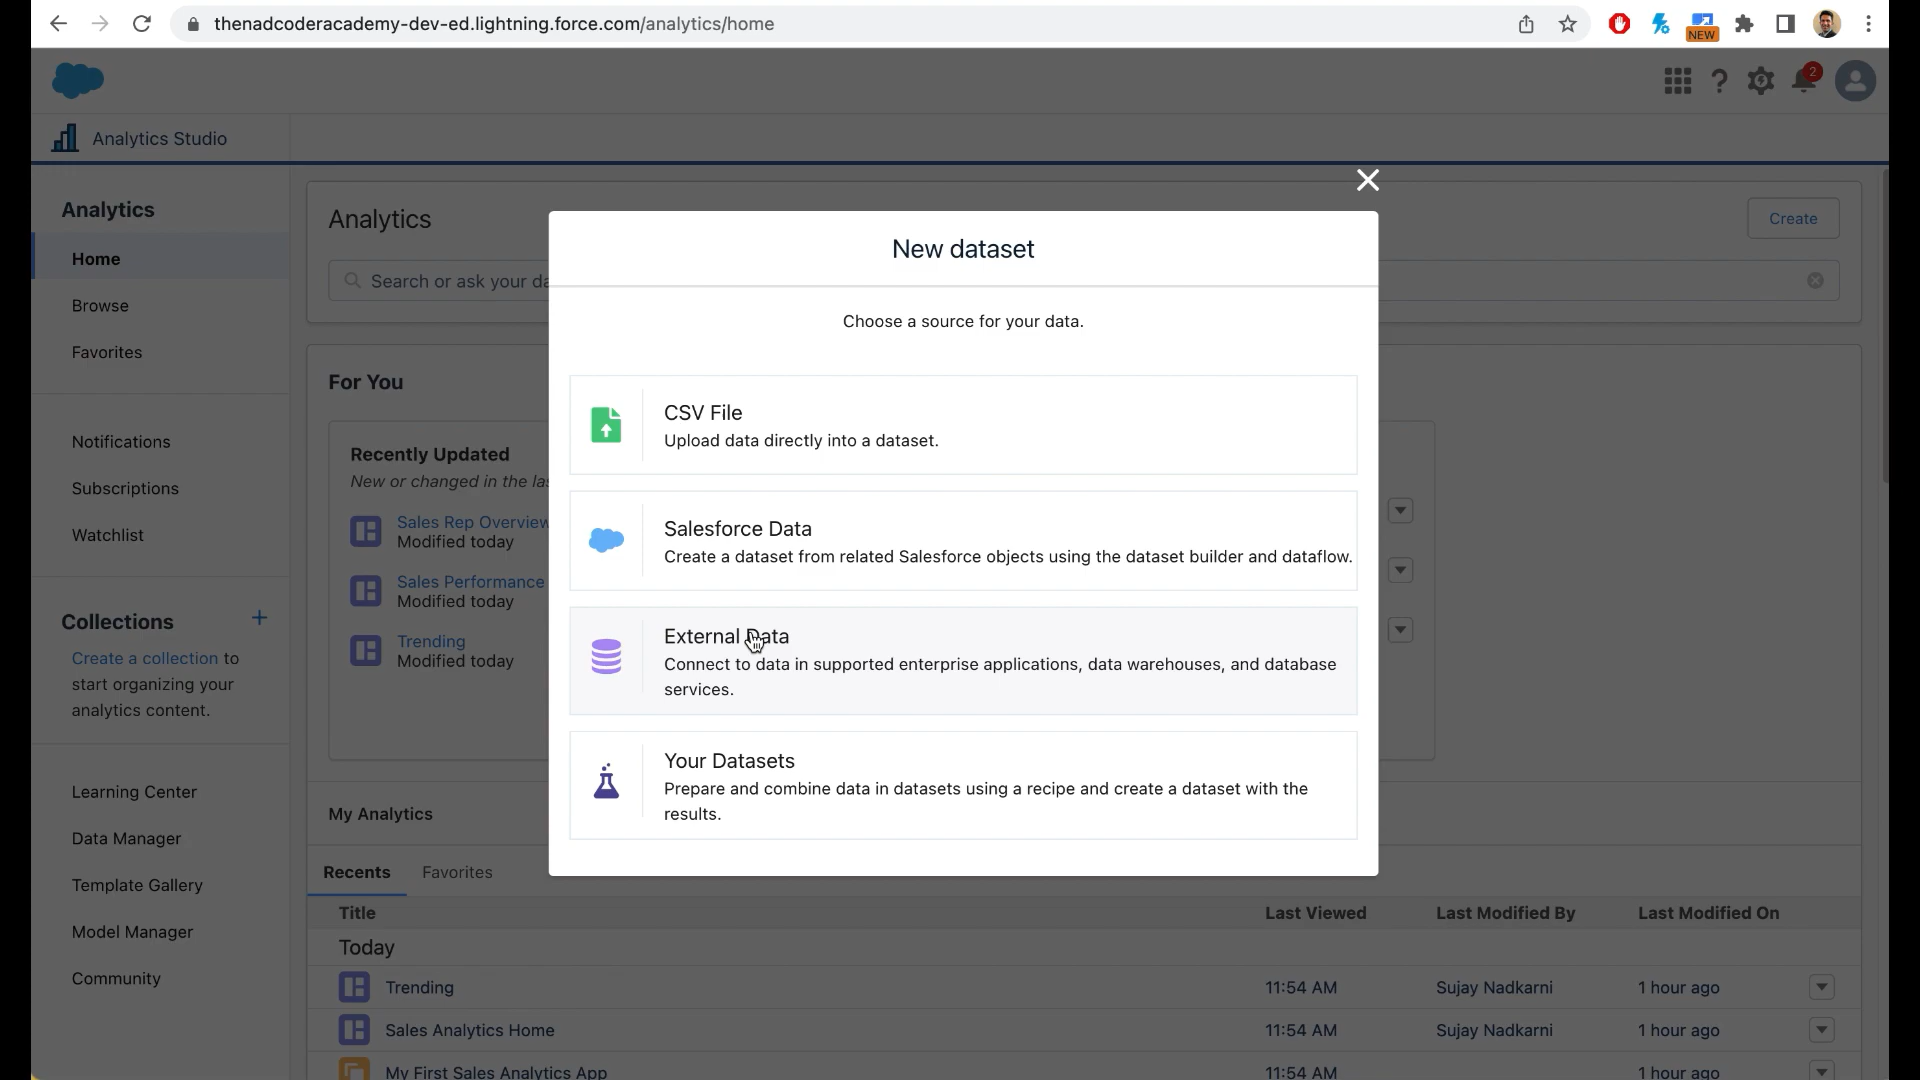 thenadcoderacademy-dev-ed.lightning.force.com/analytics/home
NEW
2
Analytics Studio
Analytics
Home
Browse
Favorites
Notifications
Subscriptions
Watchlist
Collections
Create a collection to
start organizing your
analytics content.
Learning Center
Data Manager
Template Gallery
Model Manager
Community
Analytics
Create
Search or ask your da
For You
Recently Updated
New or changed in the las
Sales Rep Overview
Modified today
Sales Performance
Modified today
Trending
Modified today
New dataset
Choose a source for your data.
CSV File
Upload data directly into a dataset.
Salesforce Data
Create a dataset from related Salesforce objects using the dataset builder and dataflow.
External Data
Connect to data in supported enterprise applications, data warehouses, and database
services.
Your Datasets
Prepare and combine data in datasets using a recipe and create a dataset with the
results.
My Analytics
Recents Favorites
Title Last Viewed Last Modified By Last Modified On
Today
Trending 11:54 AM Sujay Nadkarni 1 hour ago
Sales Analytics Home 11:54 AM Sujay Nadkarni 1 hour ago
My First Sales Analytics App 11:54 AM 1 hour ago